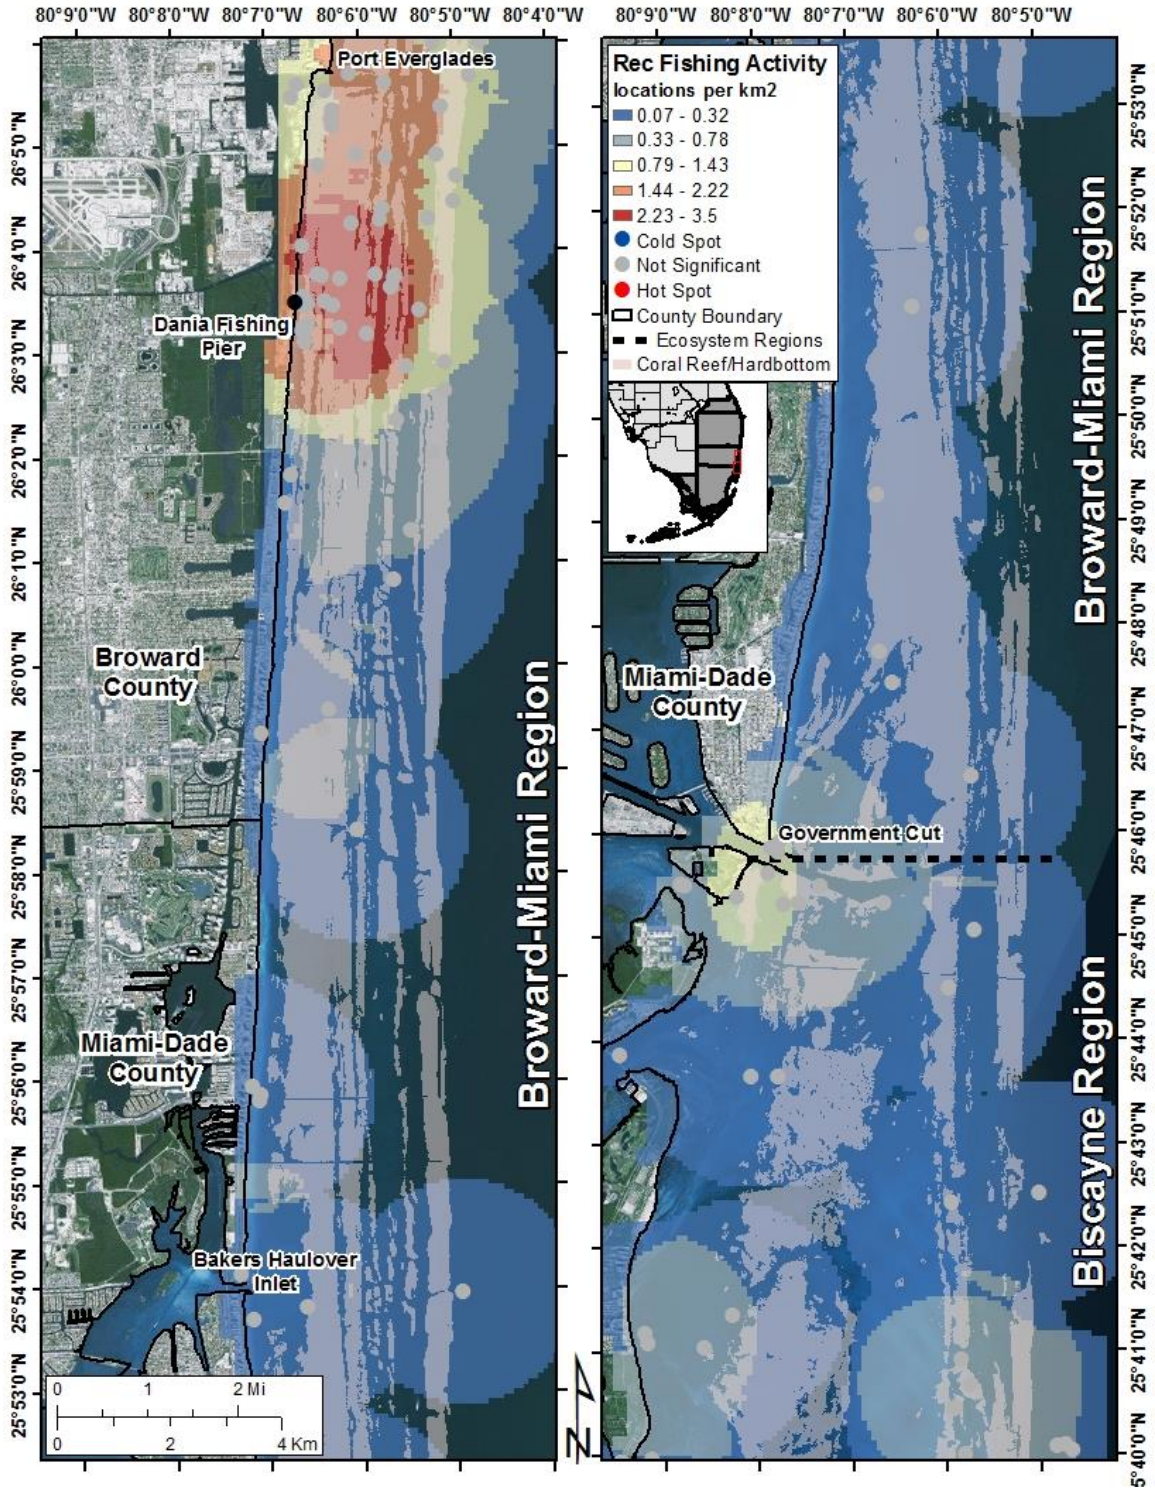 80°9'0"W 80°8'0"W 80°7'0"W 80°6'0"W 80°5'0"W 80°4'0"W
80°9'0"W 80°8'0"W 80°7'0"W 80°6'0"W 80°5'0"W
26°5'0"N
26°4'0"N
26°3'0"N
26°2'0"N
26°1'0"N
26°0'0"N
25°59'0"N
25°58'0"N
25°57'0"N
25°56'0"N
25°55'0"N
25°54'0"N
25°53'0"N
Port Everglades
Dania Fishing
Pier
Broward
County
Miami-Dade
County
Bakers Haulover
Inlet
Broward-Miami Region
0 1 2 Mi
0 2 4 Km
N
Rec Fishing Activity
locations per km2
0.07 - 0.32
0.33 - 0.78
0.79 - 1.43
1.44 - 2.22
2.23 - 3.5
Cold Spot
Not Significant
Hot Spot
County Boundary
Ecosystem Regions
Coral Reef/Hardbottom
Miami-Dade
County
Government Cut
Broward-Miami Region
Biscayne Region
25°53'0"N
25°52'0"N
25°51'0"N
25°50'0"N
25°49'0"N
25°48'0"N
25°47'0"N
25°46'0"N
25°45'0"N
25°44'0"N
25°43'0"N
25°42'0"N
25°41'0"N
5°40'0"N